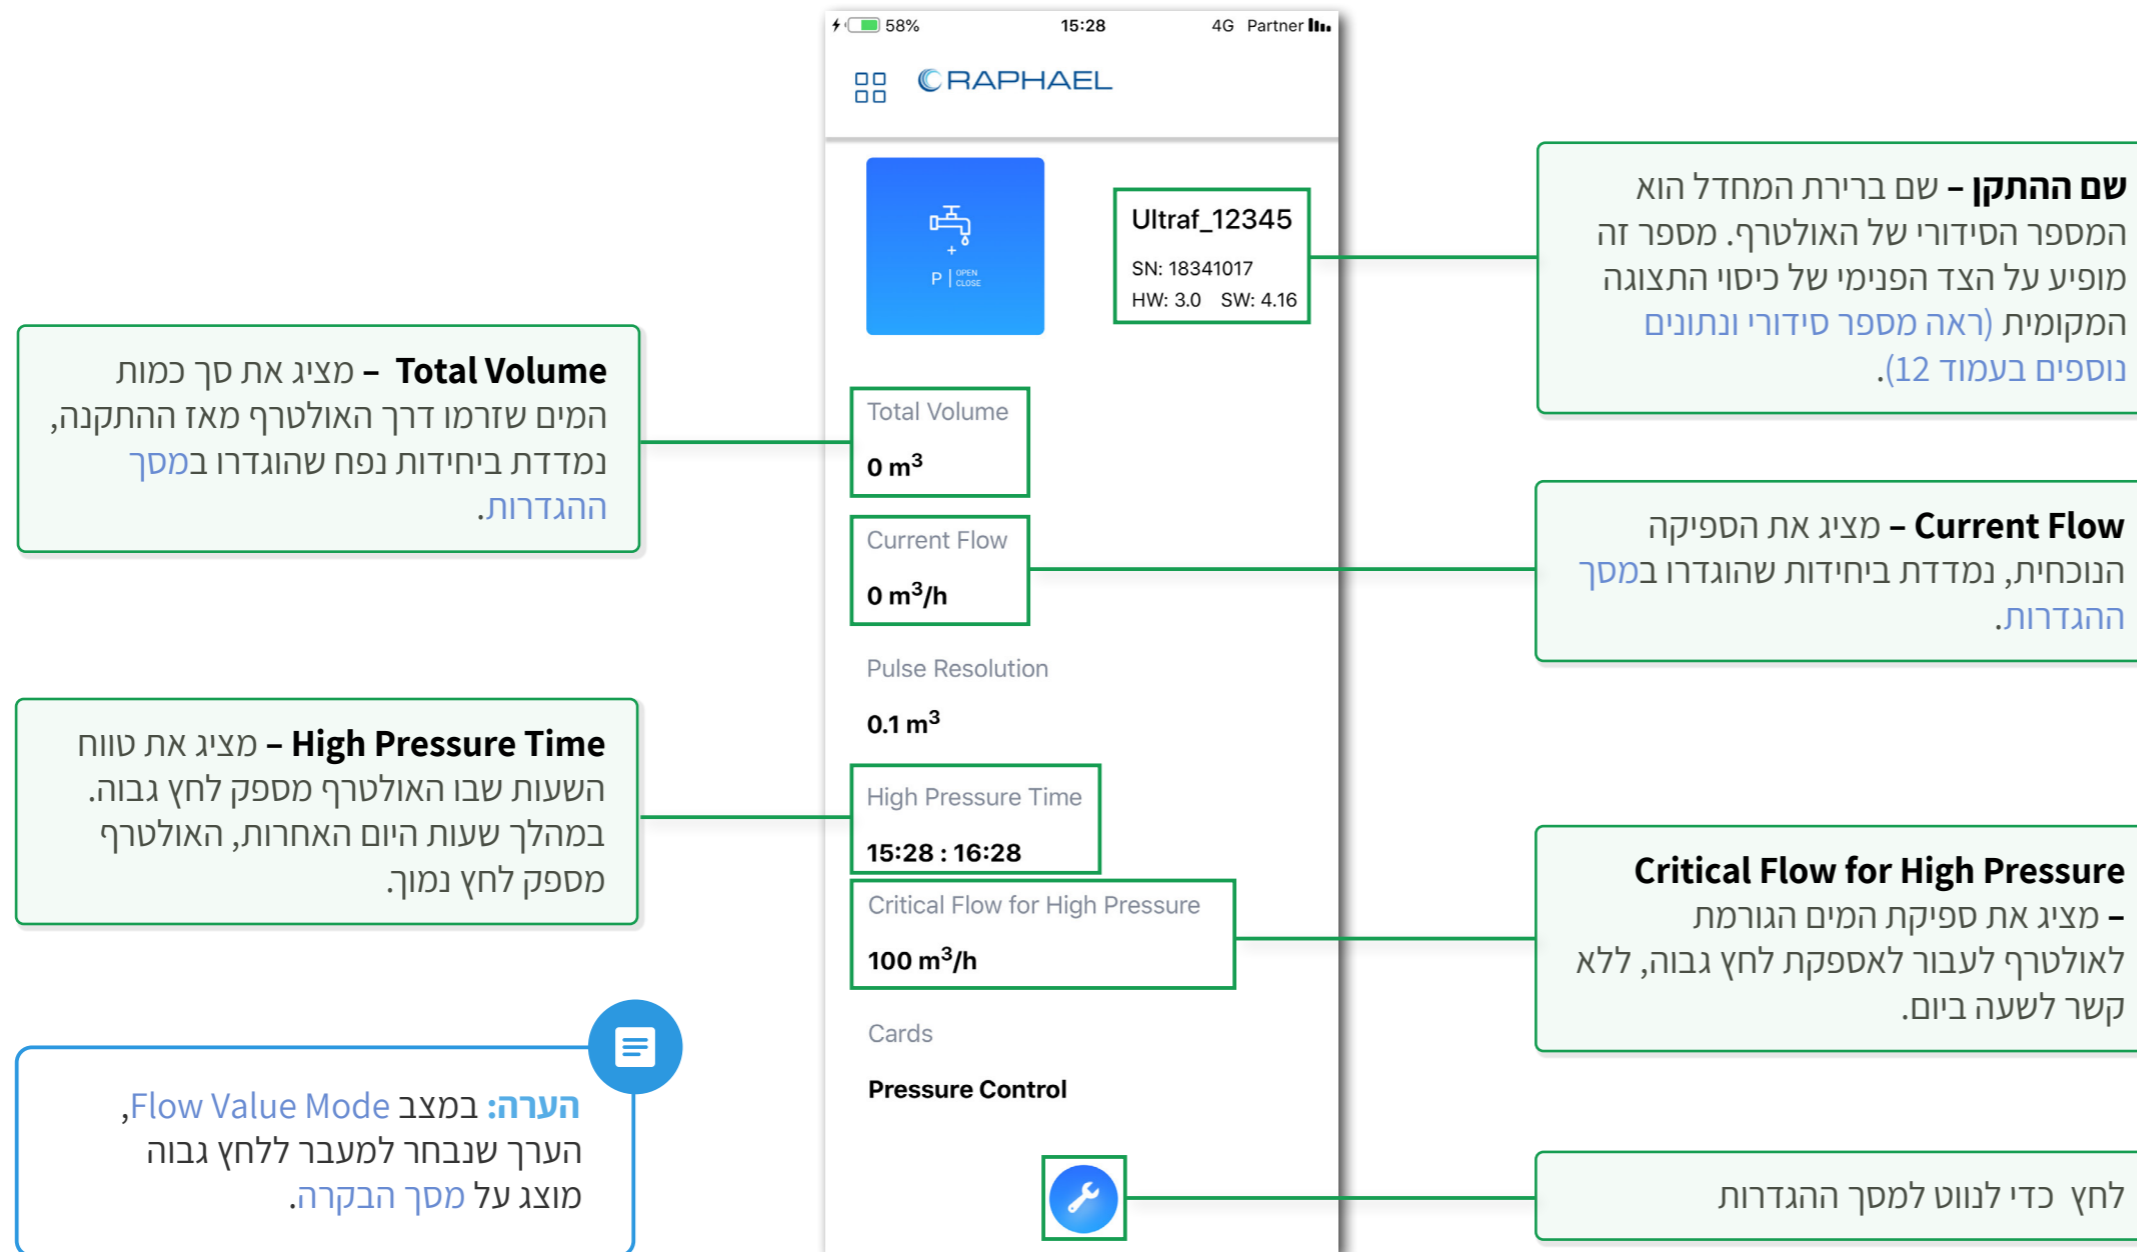 58% 15:28 4G Partner
RAPHAEL
P | OPEN CLOSE
Ultraf_12345
SN: 18341017
HW: 3.0 SW: 4.16
Total Volume
0 m³
Current Flow
0 m³/h
Pulse Resolution
0.1 m³
High Pressure Time
15:28 : 16:28
Critical Flow for High Pressure
100 m³/h
Cards
Pressure Control
שם ההתקן – שם ברירת המחדל הוא
המספר הסידורי של האולטרף. מספר זה
מופיע על הצד הפנימי של כיסוי התצוגה
המקומית (ראה מספר סידורי ונתונים
נוספים בעמוד 12).
Total Volume – מציג את סך כמות
המים שזרמו דרך האולטרף מאז ההתקנה,
נמדדת ביחידות נפח שהוגדרו במסך
ההגדרות.
Current Flow – מציג את הספיקה
הנוכחית, נמדדת ביחידות שהוגדרו במסך
ההגדרות.
High Pressure Time – מציג את טווח
השעות שבו האולטרף מספק לחץ גבוה.
במהלך שעות היום האחרות, האולטרף
מספק לחץ נמוך.
Critical Flow for High Pressure
– מציג את ספיקת המים הגורמת
לאולטרף לעבור לאספקת לחץ גבוה, ללא
קשר לשעה ביום.
הערה: במצב Flow Value Mode,
הערך שנבחר למעבר ללחץ גבוה
מוצג על מסך הבקרה.
לחץ כדי לנווט למסך ההגדרות